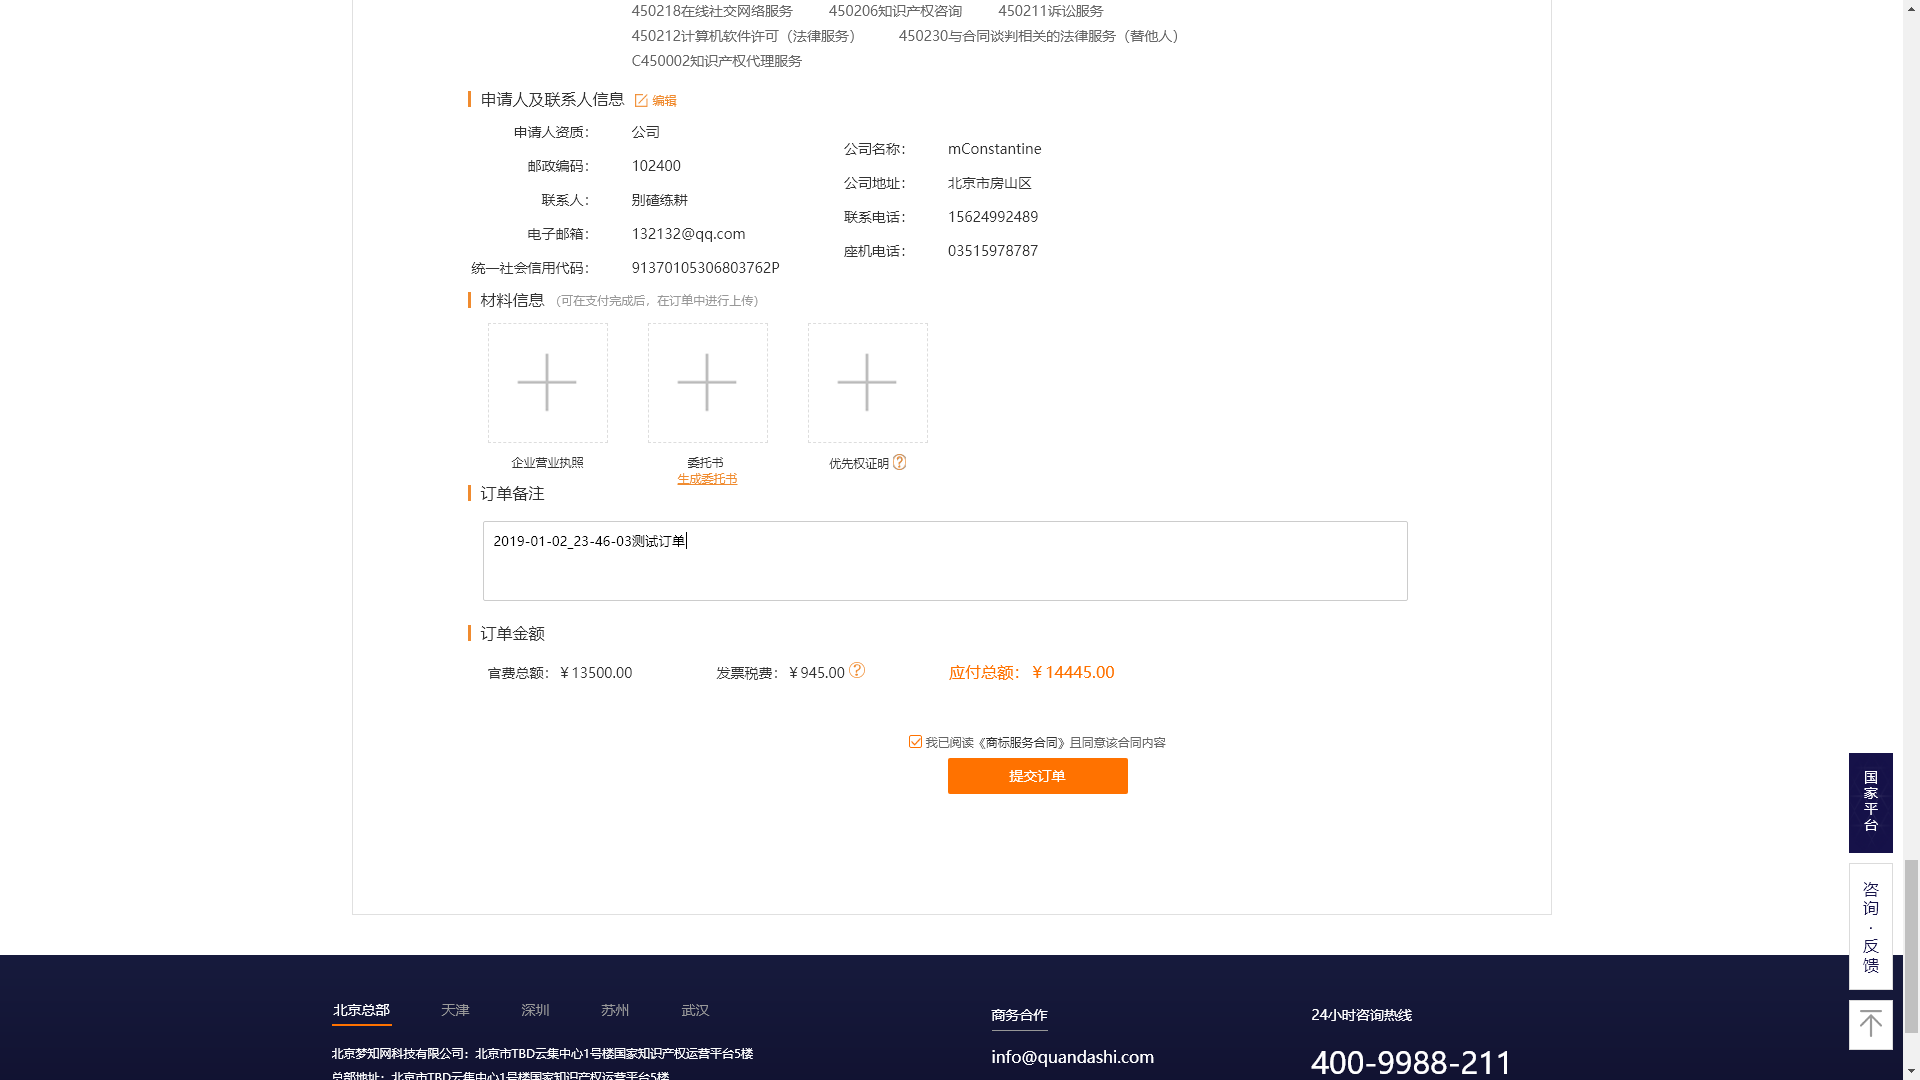 450218在线社交网络服务 450206知识产权咨询 450211诉讼服务
450212计算机软件许可（法律服务） 450230与合同谈判相关的法律服务（替他人）
C450002知识产权代理服务
申请人及联系人信息 编辑
申请人资质： 公司
公司名称： mConstantine
邮政编码： 102400
公司地址： 北京市房山区
联系人： 别碴练耕
联系电话： 15624992489
电子邮箱： 132132@qq.com
座机电话： 03515978787
统一社会信用代码： 91370105306803762P
材料信息 （可在支付完成后，在订单中进行上传）
企业营业执照 委托书 优先权证明 ?
生成委托书
订单备注
2019-01-02_23-46-03测试订单
订单金额
官费总额：￥13500.00 发票税费：￥945.00 ? 应付总额：￥14445.00
我已阅读《商标服务合同》且同意该合同内容
提交订单
国家平台
咨询·反馈
北京总部 天津 深圳 苏州 武汉
商务合作
24小时咨询热线
北京梦知网科技有限公司：北京市TBD云集中心1号楼国家知识产权运营平台5楼
info@quandashi.com
400-9988-211
总部地址：北京市TBD云集中心1号楼国家知识产权运营平台5楼